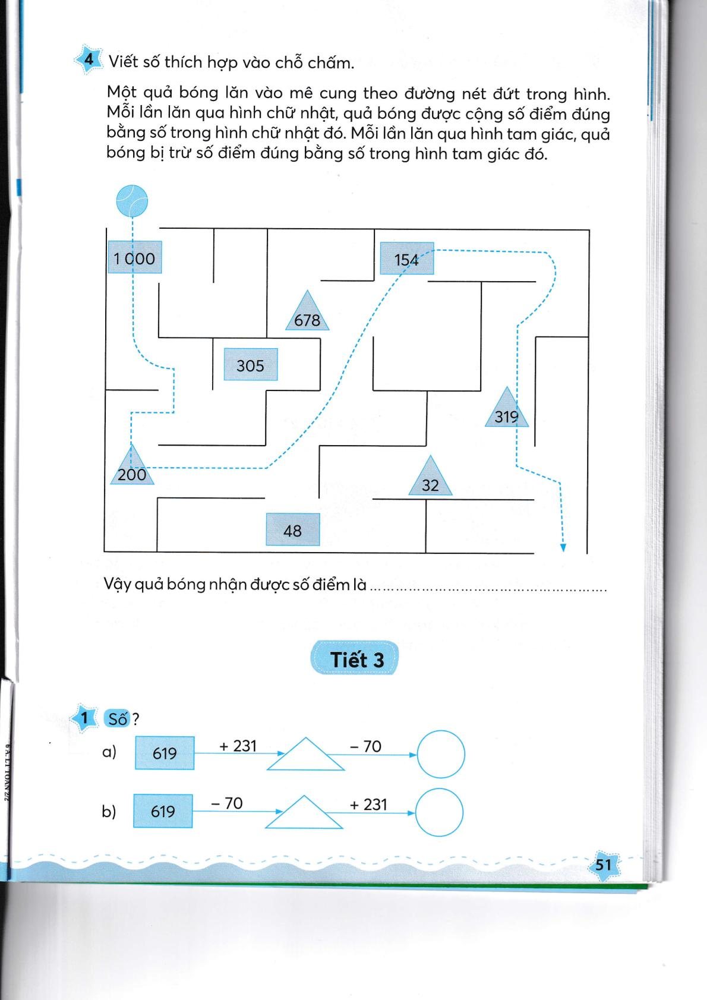 4 Viết số thích hợp vào chỗ chấm.
Một quả bóng lăn vào mê cung theo đường nét đứt trong hình.
Mỗi lần lăn qua hình chữ nhật, quả bóng được cộng số điểm đúng
bằng số trong hình chữ nhật đó. Mỗi lần lăn qua hình tam giác, quả
bóng bị trừ số điểm đúng bằng số trong hình tam giác đó.
1 000
154
678
305
319
200
32
48
Vậy quả bóng nhận được số điểm là ..........................................................
Tiết 3
1 Số ?
a) 619 + 231 – 70
b) 619 – 70 + 231
51
6 A. LT TOAN 2/2